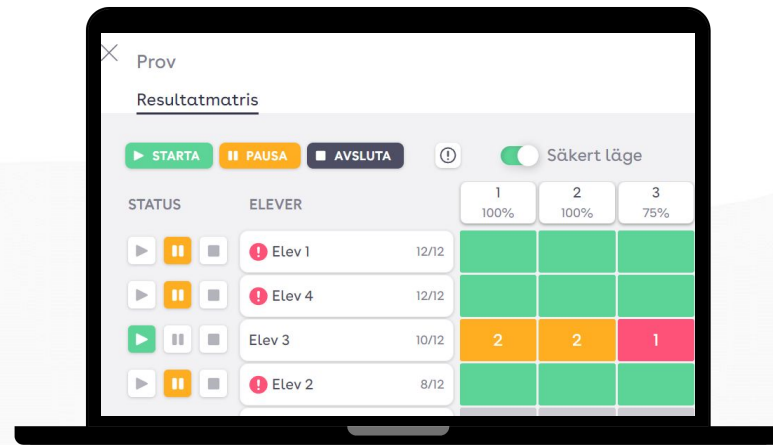 Prov
Resultatmatris
STARTA PAUSA AVSLUTA Säkert läge
STATUS ELEVER 1 2 3
100% 100% 75%
Elev 1 12/12
Elev 4 12/12
Elev 3 10/12 2 2 1
Elev 2 8/12